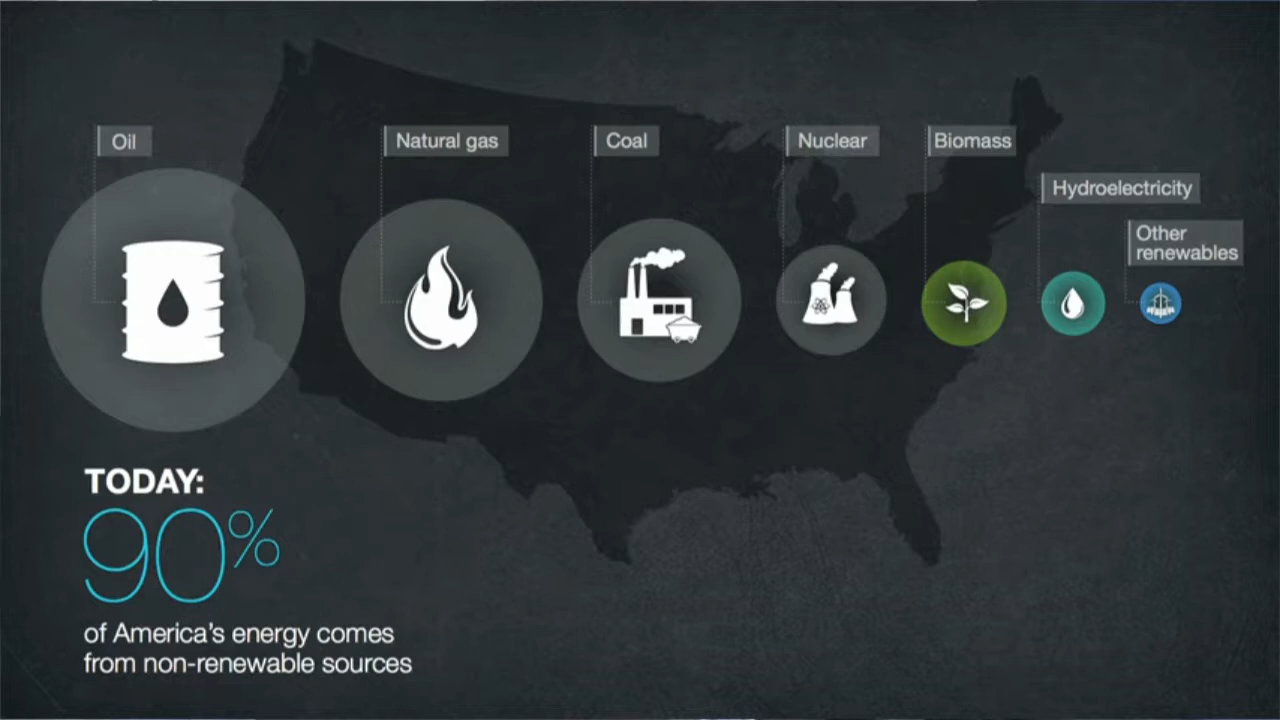 Oil
Natural gas
Coal
Nuclear
Biomass
Hydroelectricity
Other
renewables
TODAY:
90%
of America's energy comes
from non-renewable sources